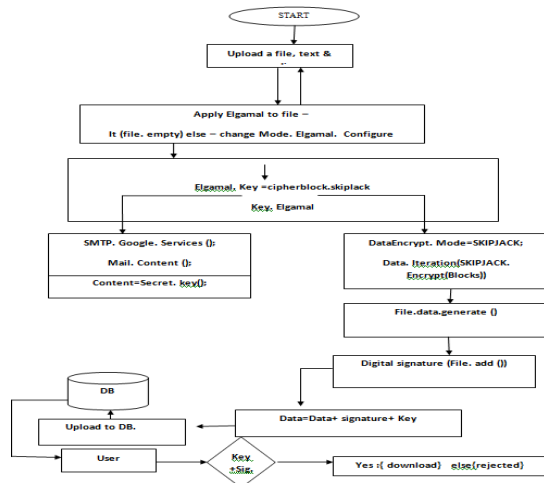 START
Upload a file, text &
Apply Elgamal to file –
It (file. empty) else – change Mode. Elgamal. Configure
Elgamal. Key =cipherblock.skiplack
Key. Elgamal
SMTP. Google. Services ();
Mail. Content ();
Content=Secret. key();
DataEncrypt. Mode=SKIPJACK;
Data. Iteration(SKIPJACK.
Encrypt(Blocks))
File.data.generate ()
Digital signature (File. add ())
Data=Data+ signature+ Key
DB
Upload to DB.
User
Key
+Sig.
Yes :{ download} else{rejected}